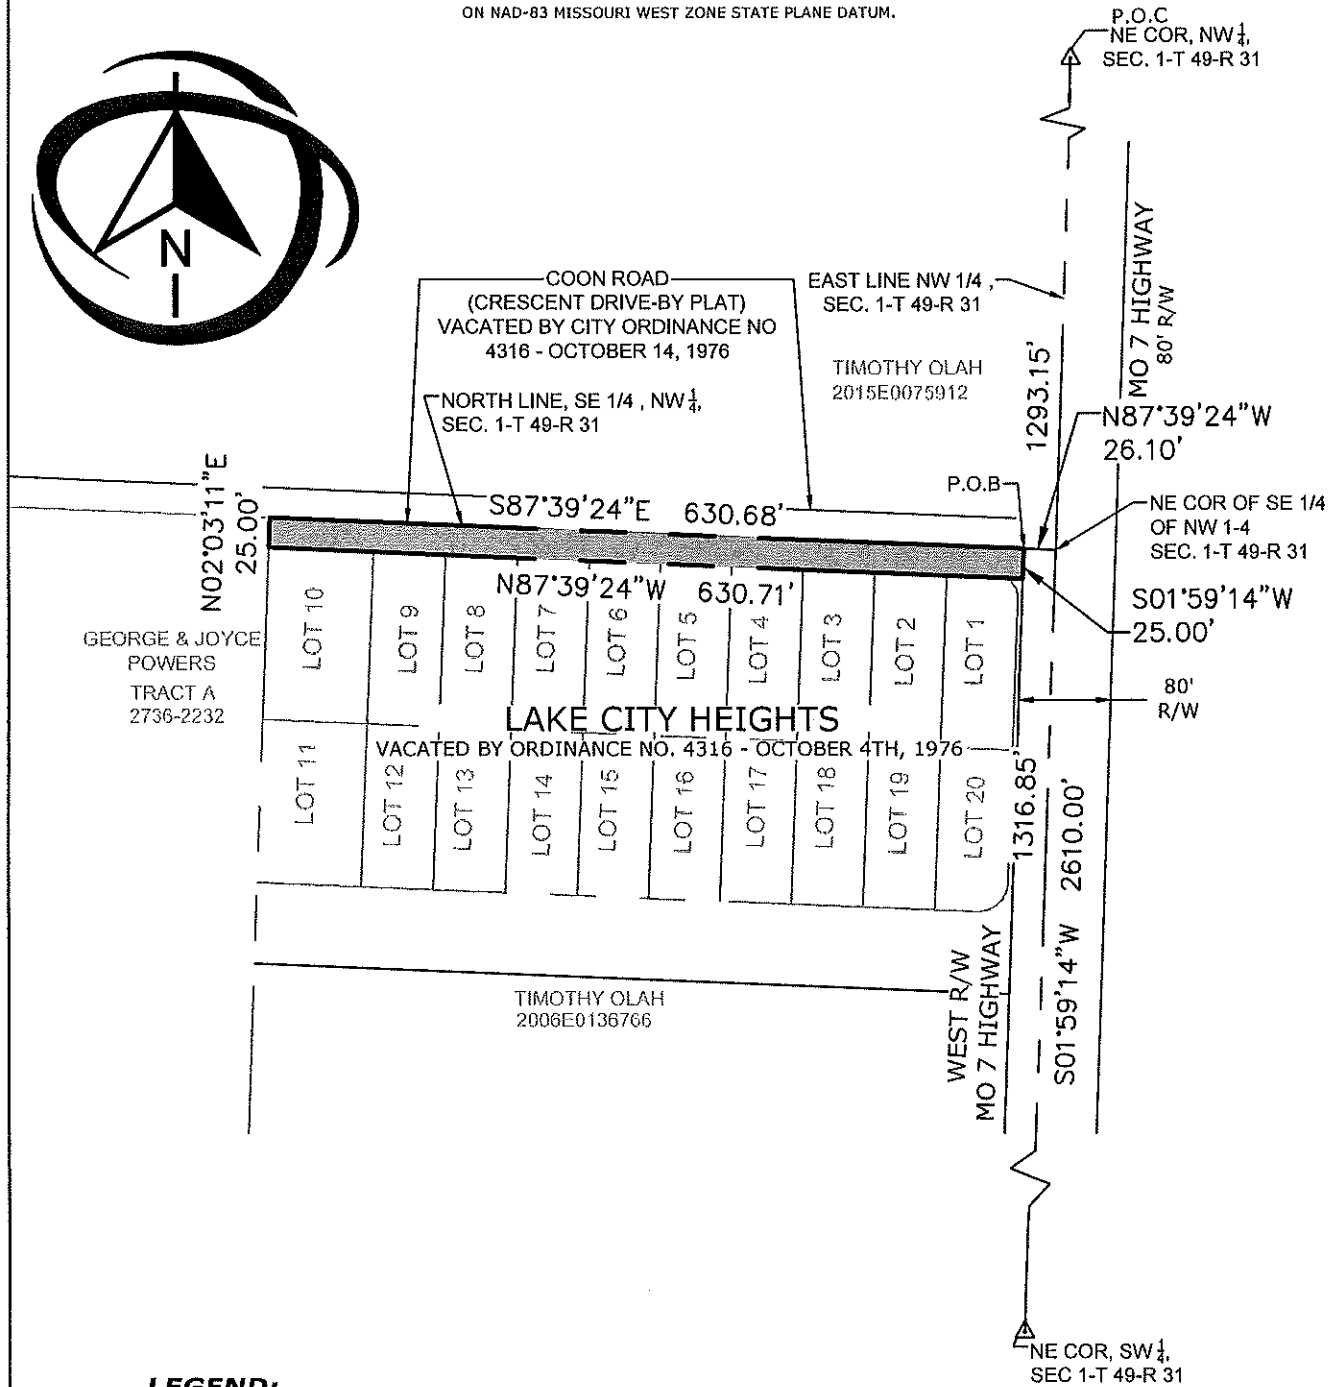 ON NAD-83 MISSOURI WEST ZONE STATE PLANE DATUM.
P.O.C
NE COR, NW 1/4,
SEC. 1-T 49-R 31
N
COON ROAD
(CRESCENT DRIVE-BY PLAT)
VACATED BY CITY ORDINANCE NO
4316 - OCTOBER 14, 1976
EAST LINE NW 1/4 ,
SEC. 1-T 49-R 31
MO 7 HIGHWAY
80' R/W
TIMOTHY OLAH
2015E0075912
1293.15'
NORTH LINE, SE 1/4 , NW 1/4,
SEC. 1-T 49-R 31
N87°39'24"W
26.10'
P.O.B
NE COR OF SE 1/4
OF NW 1-4
SEC. 1-T 49-R 31
N02°03'11"E
25.00'
S87°39'24"E 630.68'
N87°39'24"W 630.71'
S01°59'14"W
25.00'
GEORGE & JOYCE
POWERS
TRACT A
2736-2232
LOT 10
LOT 9
LOT 8
LOT 7
LOT 6
LOT 5
LOT 4
LOT 3
LOT 2
LOT 1
80'
R/W
LAKE CITY HEIGHTS
VACATED BY ORDINANCE NO. 4316 - OCTOBER 4TH, 1976
LOT 11
LOT 12
LOT 13
LOT 14
LOT 15
LOT 16
LOT 17
LOT 18
LOT 19
LOT 20
1316.85'
S01°59'14"W 2610.00'
WEST R/W
MO 7 HIGHWAY
TIMOTHY OLAH
2006E0136766
NE COR, SW 1/4,
SEC 1-T 49-R 31
LEGEND: